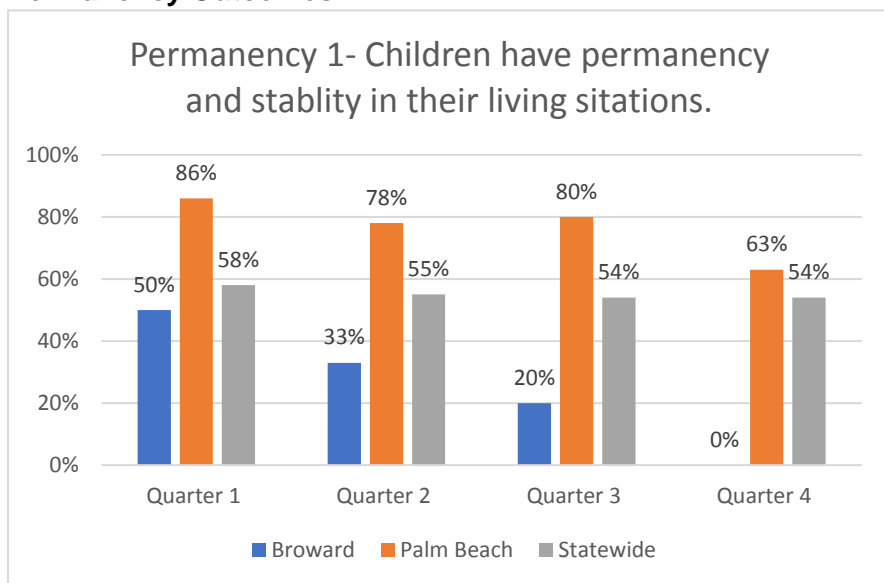 Permanency 1- Children have permanency
and stablity in their living sitations.
100%
80%
60%
40%
20%
0%
50%
86%
58%
33%
78%
55%
20%
80%
54%
0%
63%
54%
Quarter 1
Quarter 2
Quarter 3
Quarter 4
Broward
Palm Beach
Statewide